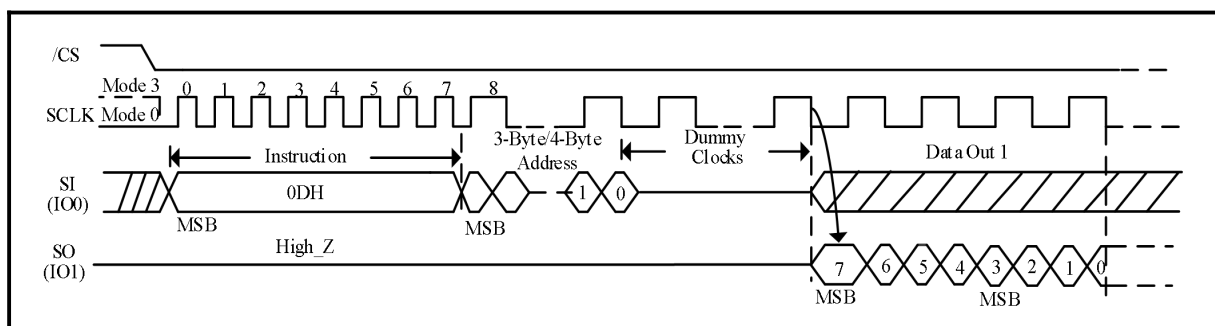 /CS
Mode 3
0 1 2 3 4 5 6 7 8
SCLK
Mode 0
3-Byte/4-Byte
Address
Dummy
Clocks
Instruction
Data Out 1
SI
(IO0)
0DH
1 0
MSB
MSB
High_Z
SO
(IO1)
7 6 5 4 3 2 1 0
MSB
MSB